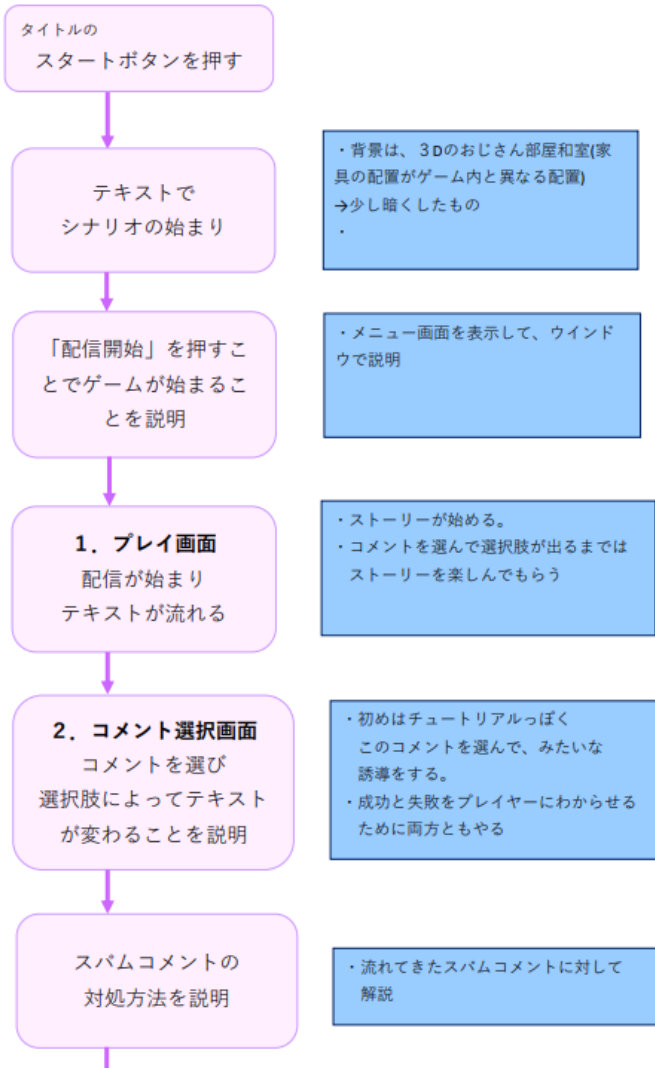 タイトルの
スタートボタンを押す
テキストで
シナリオの始まり
・背景は、３Dのおじさん部屋和室(家
具の配置がゲーム内と異なる配置)
→少し暗くしたもの
・
「配信開始」を押すこ
とでゲームが始まるこ
とを説明
・メニュー画面を表示して、ウインド
ウで説明
１．プレイ画面
配信が始まり
テキストが流れる
・ストーリーが始める。
・コメントを選んで選択肢が出るまでは
ストーリーを楽しんでもらう
２．コメント選択画面
コメントを選び
選択肢によってテキスト
が変わることを説明
・初めはチュートリアルっぽく
このコメントを選んで、みたいな
誘導をする。
・成功と失敗をプレイヤーにわからせる
ために両方ともやる
スパムコメントの
対処方法を説明
・流れてきたスパムコメントに対して
解説